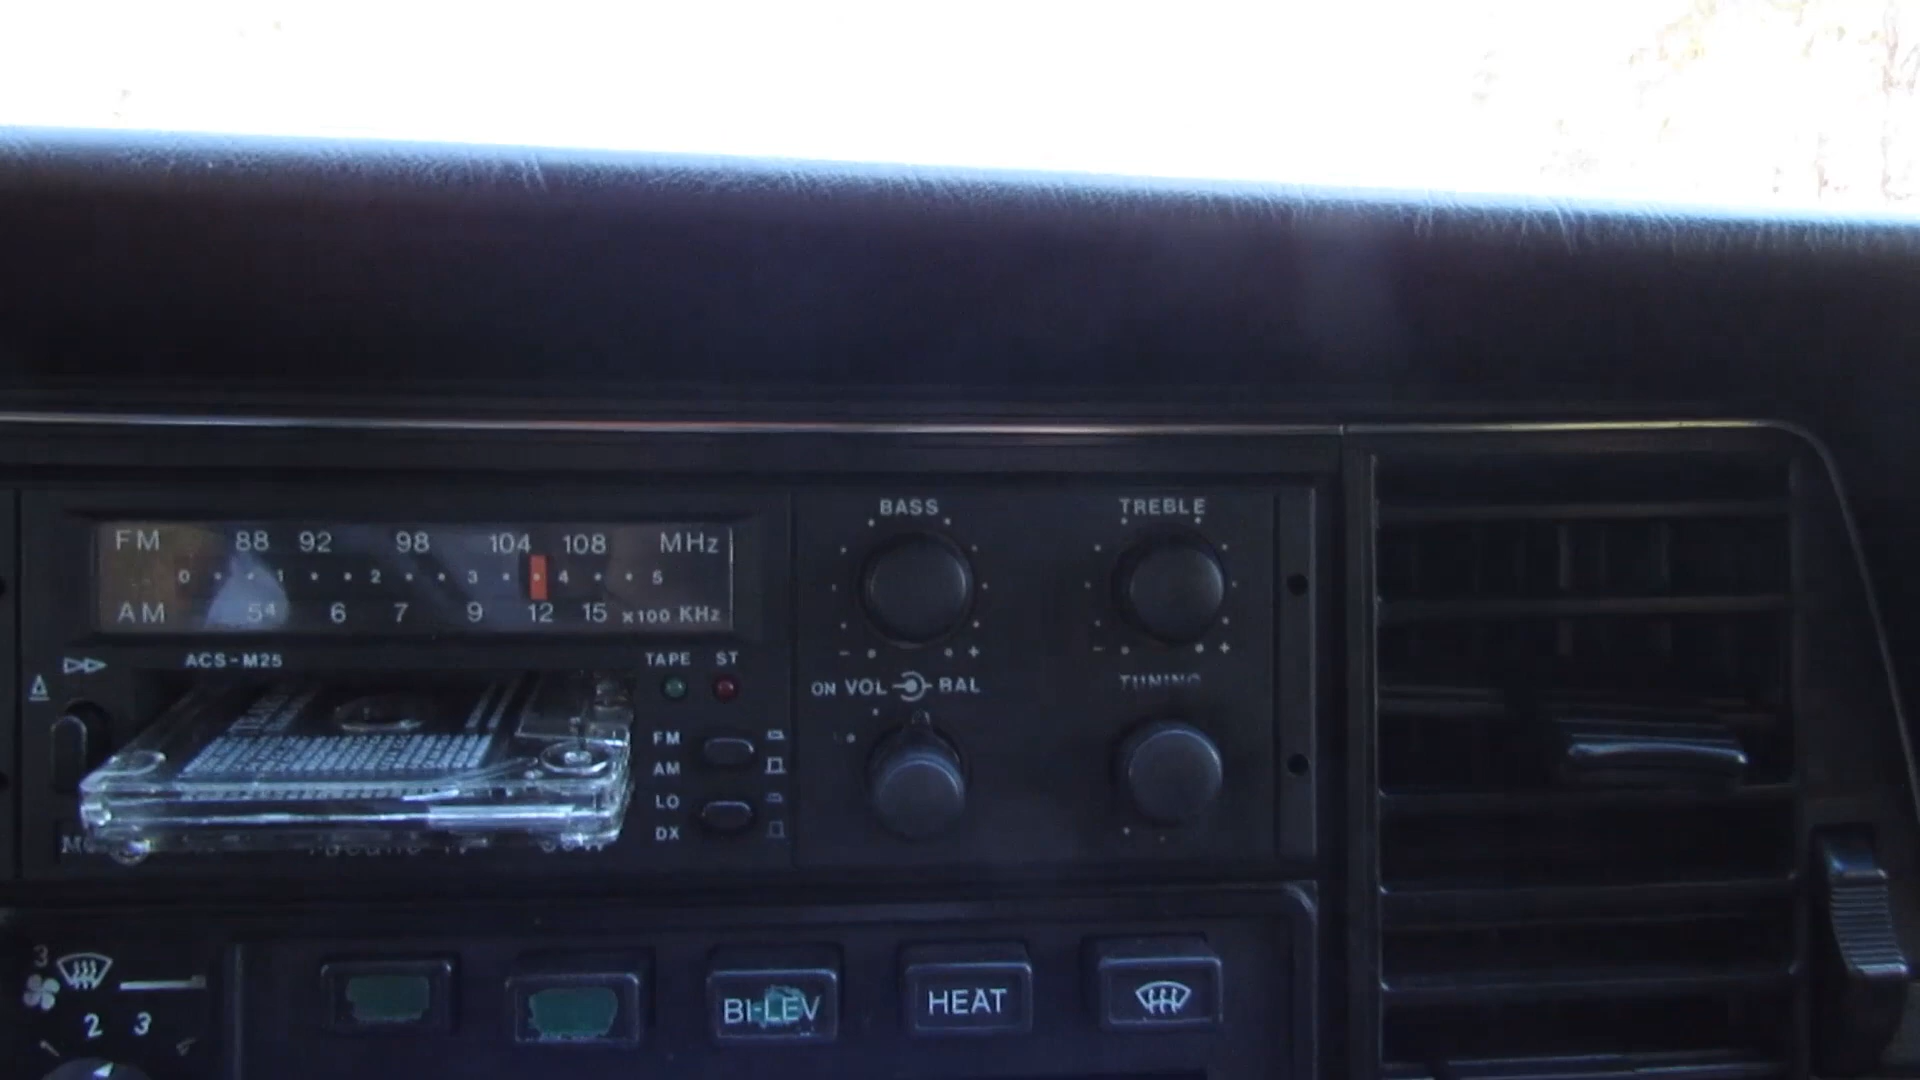 FM 88 92 98 104 108 MHz
0 1 2 3 4 5
AM 54 6 7 9 12 15 x100 KHz
ACS-M25
TAPE ST
FM
AM
LO
DX
BASS
TREBLE
ON VOL BAL
TUNING
3
2 3
BI-LEV
HEAT